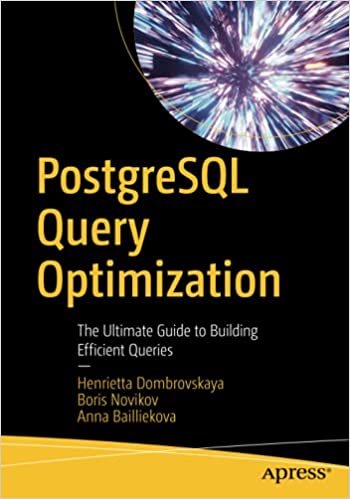 PostgreSQL
Query
Optimization
The Ultimate Guide to Building
Efficient Queries
Henrietta Dombrovskaya
Boris Novikov
Anna Bailliekova
Apress®